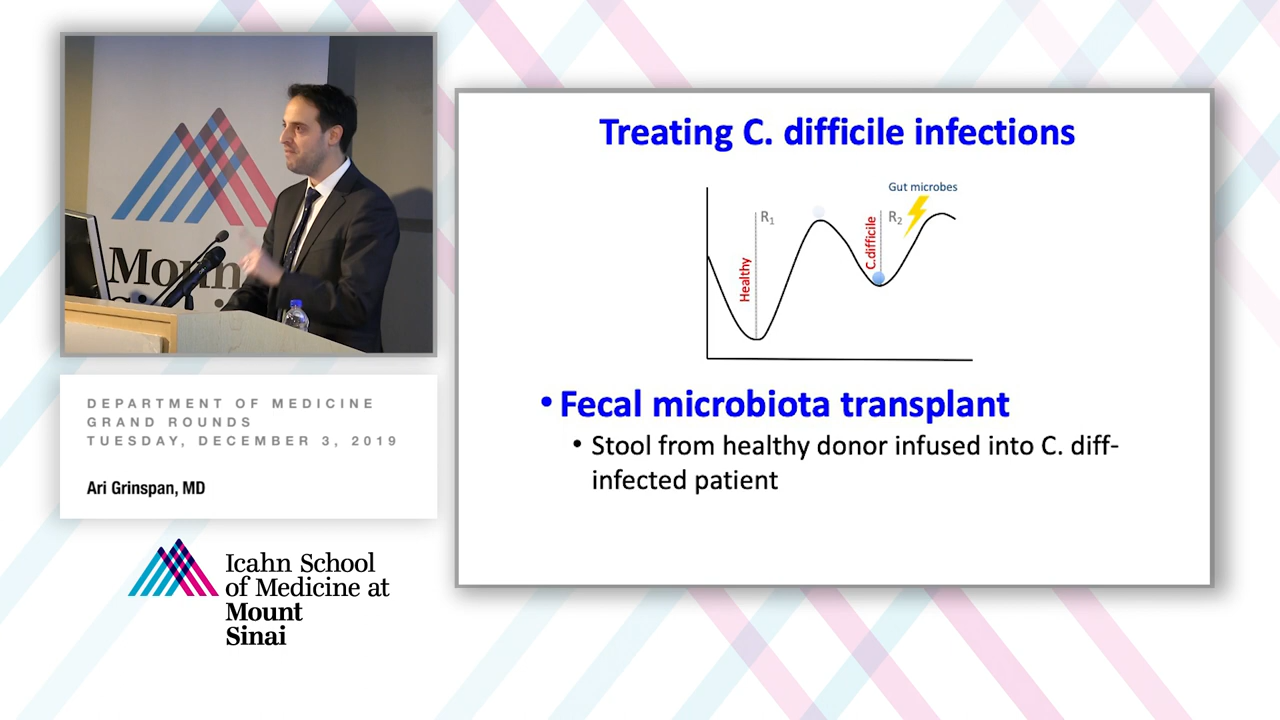 Moun
Sinai
DEPARTMENT OF MEDICINE
GRAND ROUNDS
TUESDAY, DECEMBER 3, 2019
Ari Grinspan, MD
Icahn School
of Medicine at
Mount
Sinai
Treating C. difficile infections
Gut microbes
R1
R2
Healthy
C.difficile
• Fecal microbiota transplant
• Stool from healthy donor infused into C. diff-
infected patient